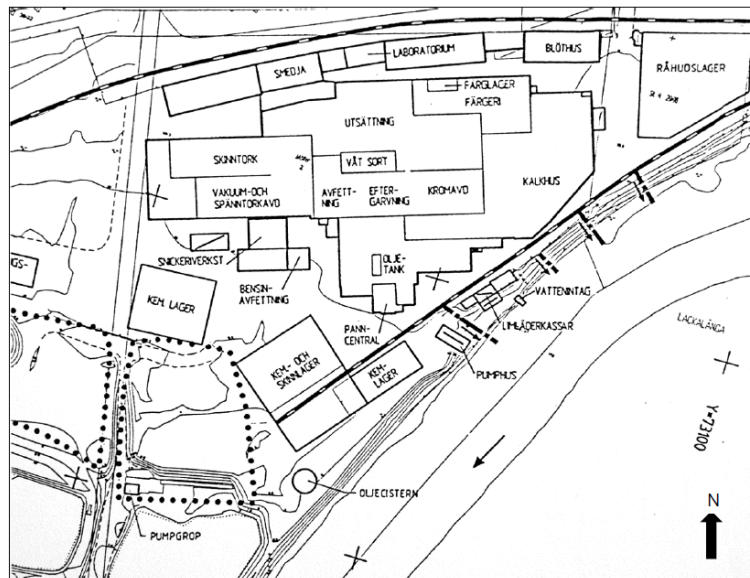 LABORATORIUM
BLÖTHUS
SMEDJA
RÅHUDSLAGER
FÄRGLAGER
FÄRGERI
UTSÄTTNING
SKINNTORK
VÅT SORT
VAKUUM-OCH
SPÄNNTORKAVD
AVFETT-
NING
EFTER-
GARVNING
KROMAVD
KALKHUS
SNICKERIVERKST
OLJE-
TANK
BENSIN-
AVFETTNING
KEM. LAGER
PANN-
CENTRAL
VATTENINTAG
LIMLÄDERKASSAR
KEM- OCH
SKINNLAGER
KEM-
LAGER
PUMPHUS
LACKALÄNGA
Y=73100
OLJECISTERN
PUMPGROP
N